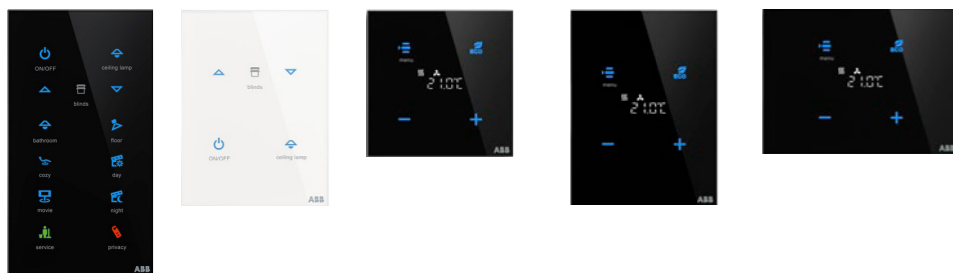 ON/OFF ceiling lamp
blinds
bathroom floor
cozy day
movie night
service privacy
ABB
blinds
ON/OFF ceiling lamp
ABB
menu ECO
21.0°C
ABB
menu ECO
21.0°C
ABB
menu ECO
21.0°C
ABB